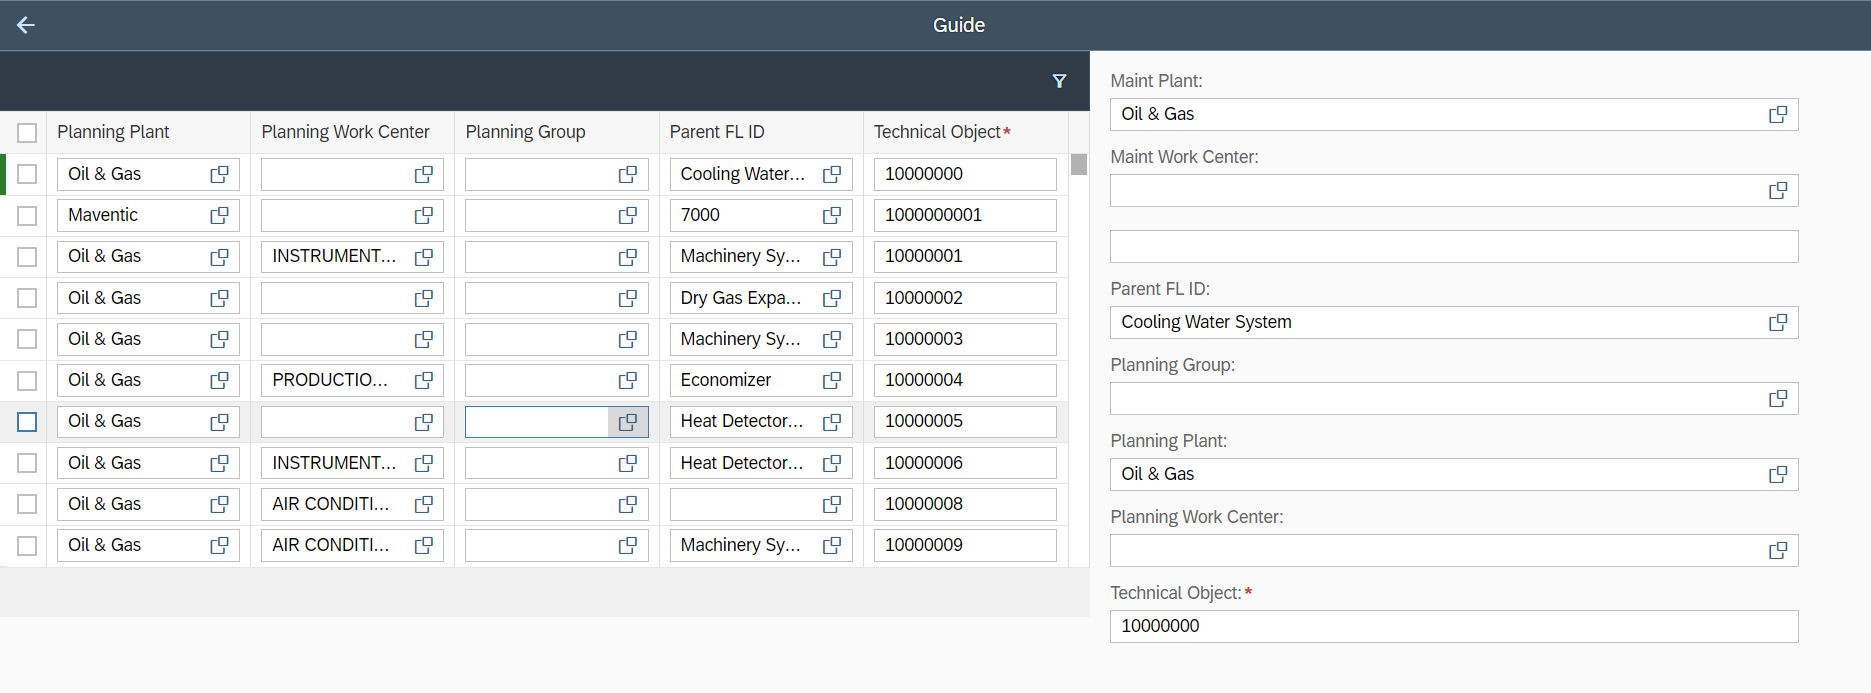 Guide
Planning Plant Planning Work Center Planning Group Parent FL ID Technical Object*
Oil & Gas Cooling Water... 10000000
Maventic 7000 1000000001
Oil & Gas INSTRUMENT... Machinery Sy... 10000001
Oil & Gas Dry Gas Expa... 10000002
Oil & Gas Machinery Sy... 10000003
Oil & Gas PRODUCTIO... Economizer 10000004
Oil & Gas Heat Detector... 10000005
Oil & Gas INSTRUMENT... Heat Detector... 10000006
Oil & Gas AIR CONDITI... 10000008
Oil & Gas AIR CONDITI... Machinery Sy... 10000009
Maint Plant:
Oil & Gas
Maint Work Center:
Parent FL ID:
Cooling Water System
Planning Group:
Planning Plant:
Oil & Gas
Planning Work Center:
Technical Object:*
10000000